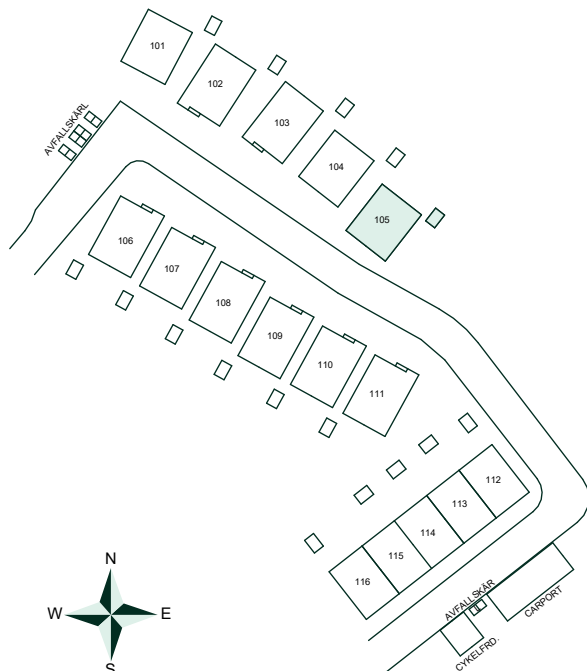 101
102
103
104
105
AVFALLSKÄRL
106
107
108
109
110
111
112
113
114
115
116
N
W E
S
AVFALLSKÄR
CARPORT
CYKELFRD.